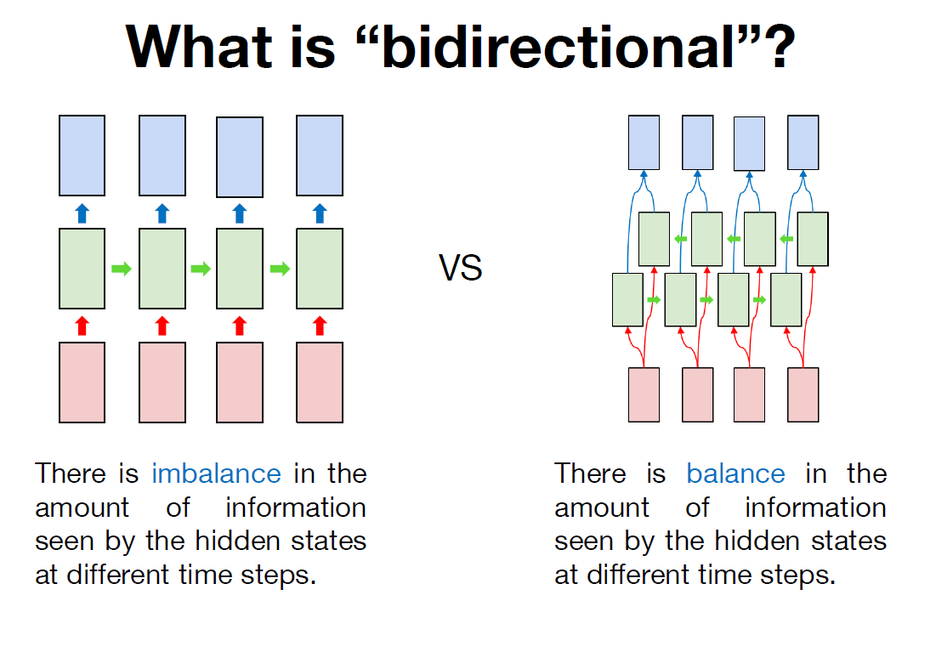 What is “bidirectional”?
VS
There is imbalance in the
amount of information
seen by the hidden states
at different time steps.
There is balance in the
amount of information
seen by the hidden states
at different time steps.